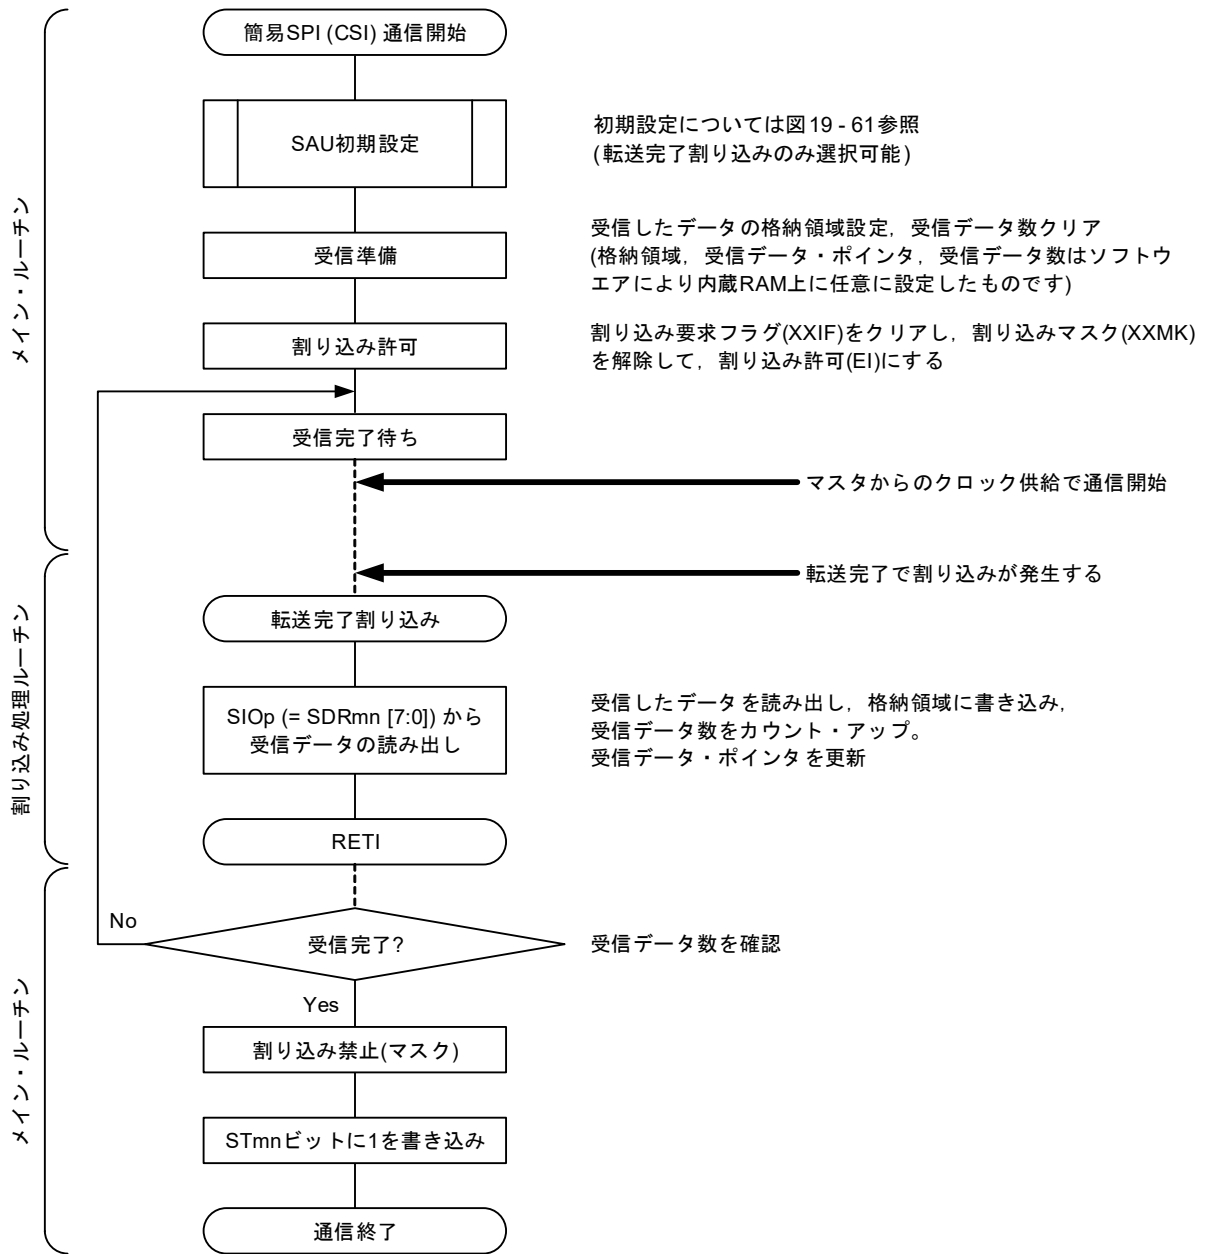 簡易SPI (CSI) 通信開始
SAU初期設定
初期設定については図19 - 61参照
(転送完了割り込みのみ選択可能)
メイン・ルーチン
受信準備
受信したデータの格納領域設定，受信データ数クリア
(格納領域，受信データ・ポインタ，受信データ数はソフトウ
エアにより内蔵RAM上に任意に設定したものです)
割り込み許可
割り込み要求フラグ(XXIF)をクリアし，割り込みマスク(XXMK)
を解除して，割り込み許可(EI)にする
受信完了待ち
マスタからのクロック供給で通信開始
転送完了で割り込みが発生する
転送完了割り込み
割り込み処理ルーチン
SIOp (= SDRmn [7:0]) から
受信データの読み出し
受信したデータを読み出し，格納領域に書き込み，
受信データ数をカウント・アップ。
受信データ・ポインタを更新
RETI
No
受信完了?
受信データ数を確認
Yes
メイン・ルーチン
割り込み禁止(マスク)
STmnビットに1を書き込み
通信終了